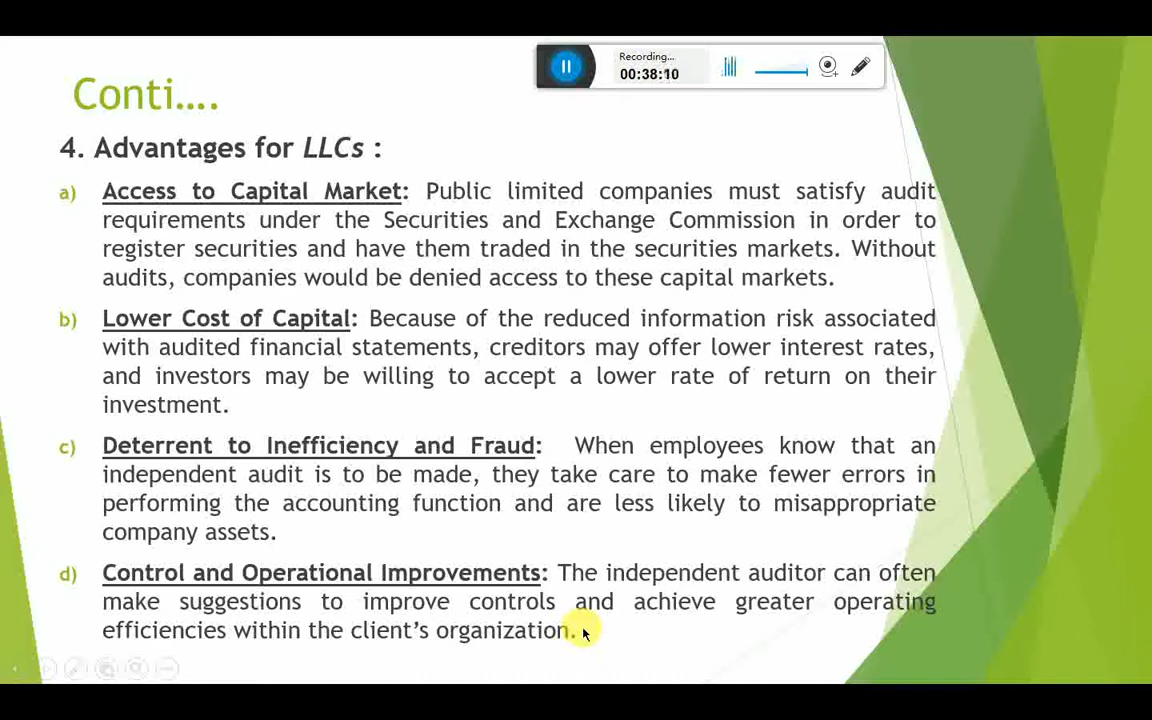 Recording...
00:38:10
Conti....
4. Advantages for LLCs :
a) Access to Capital Market: Public limited companies must satisfy audit
requirements under the Securities and Exchange Commission in order to
register securities and have them traded in the securities markets. Without
audits, companies would be denied access to these capital markets.
b) Lower Cost of Capital: Because of the reduced information risk associated
with audited financial statements, creditors may offer lower interest rates,
and investors may be willing to accept a lower rate of return on their
investment.
c) Deterrent to Inefficiency and Fraud: When employees know that an
independent audit is to be made, they take care to make fewer errors in
performing the accounting function and are less likely to misappropriate
company assets.
d) Control and Operational Improvements: The independent auditor can often
make suggestions to improve controls and achieve greater operating
efficiencies within the client’s organization.